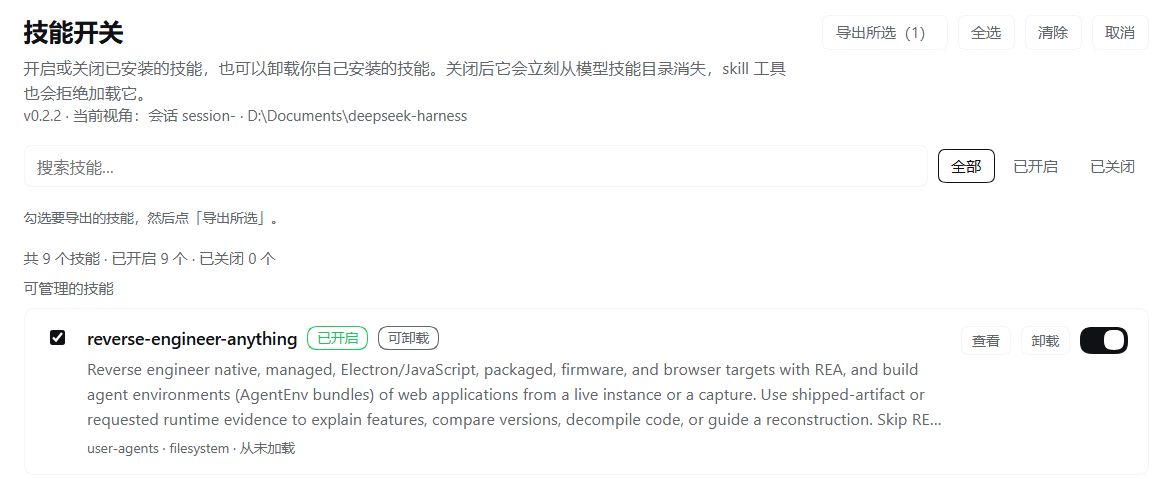 技能开关
导出所选（1） 全选 清除 取消
开启或关闭已安装的技能，也可以卸载你自己安装的技能。关闭后它会立刻从模型技能目录消失，skill 工具
也会拒绝加载它。
v0.2.2 · 当前视角：会话 session- · D:\Documents\deepseek-harness
搜索技能... 全部 已开启 已关闭
勾选要导出的技能，然后点「导出所选」。
共 9 个技能 · 已开启 9 个 · 已关闭 0 个
可管理的技能
reverse-engineer-anything 已开启 可卸载 查看 卸载
Reverse engineer native, managed, Electron/JavaScript, packaged, firmware, and browser targets with REA, and build
agent environments (AgentEnv bundles) of web applications from a live instance or a capture. Use shipped-artifact or
requested runtime evidence to explain features, compare versions, decompile code, or guide a reconstruction. Skip RE...
user-agents · filesystem · 从未加载